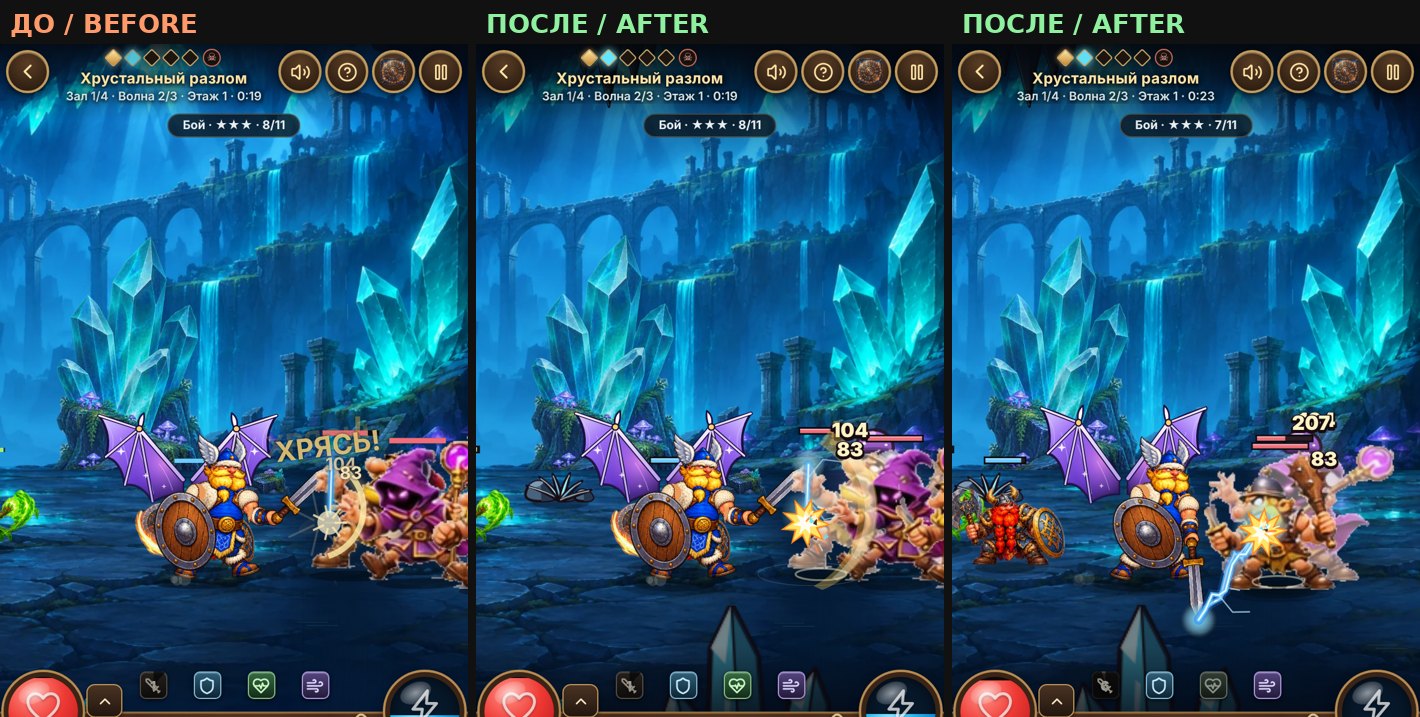 ДО / BEFORE
ПОСЛЕ / AFTER
ПОСЛЕ / AFTER
Хрустальный разлом
Зал 1/4 · Волна 2/3 · Этаж 1 · 0:19
Бой · ★★★ · 8/11
ХРЯСЬ!
83
Хрустальный разлом
Зал 1/4 · Волна 2/3 · Этаж 1 · 0:19
Бой · ★★★ · 8/11
104
83
Хрустальный разлом
Зал 1/4 · Волна 2/3 · Этаж 1 · 0:23
Бой · ★★★ · 7/11
207
83